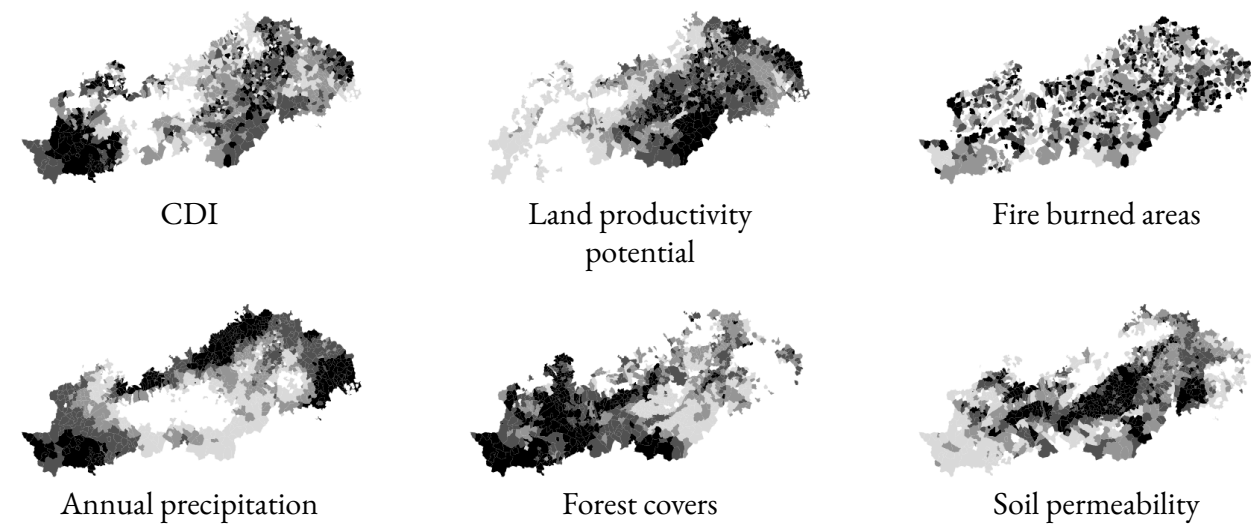 CDI
Land productivity
potential
Fire burned areas
Annual precipitation
Forest covers
Soil permeability